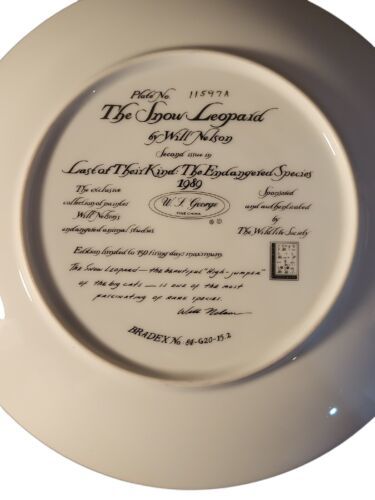 Plate No. 11597A
The Snow Leopard
by Will Nelson
Second issue in
Last of Their Kind: The Endangered Species
1989
The exclusive
collection of painter
Will Nelson's
endangered animal studies
W. S. George
FINE CHINA
® ©
Sponsored
and authenticated
by
The Wildlife Society
Edition limited to 150 firing days maximum.
The Snow Leopard — the beautiful "high-jumper"
of the big cats — is one of the most
fascinating of rare species.
Will Nelson
BRADEX No. 84-G20-15.2